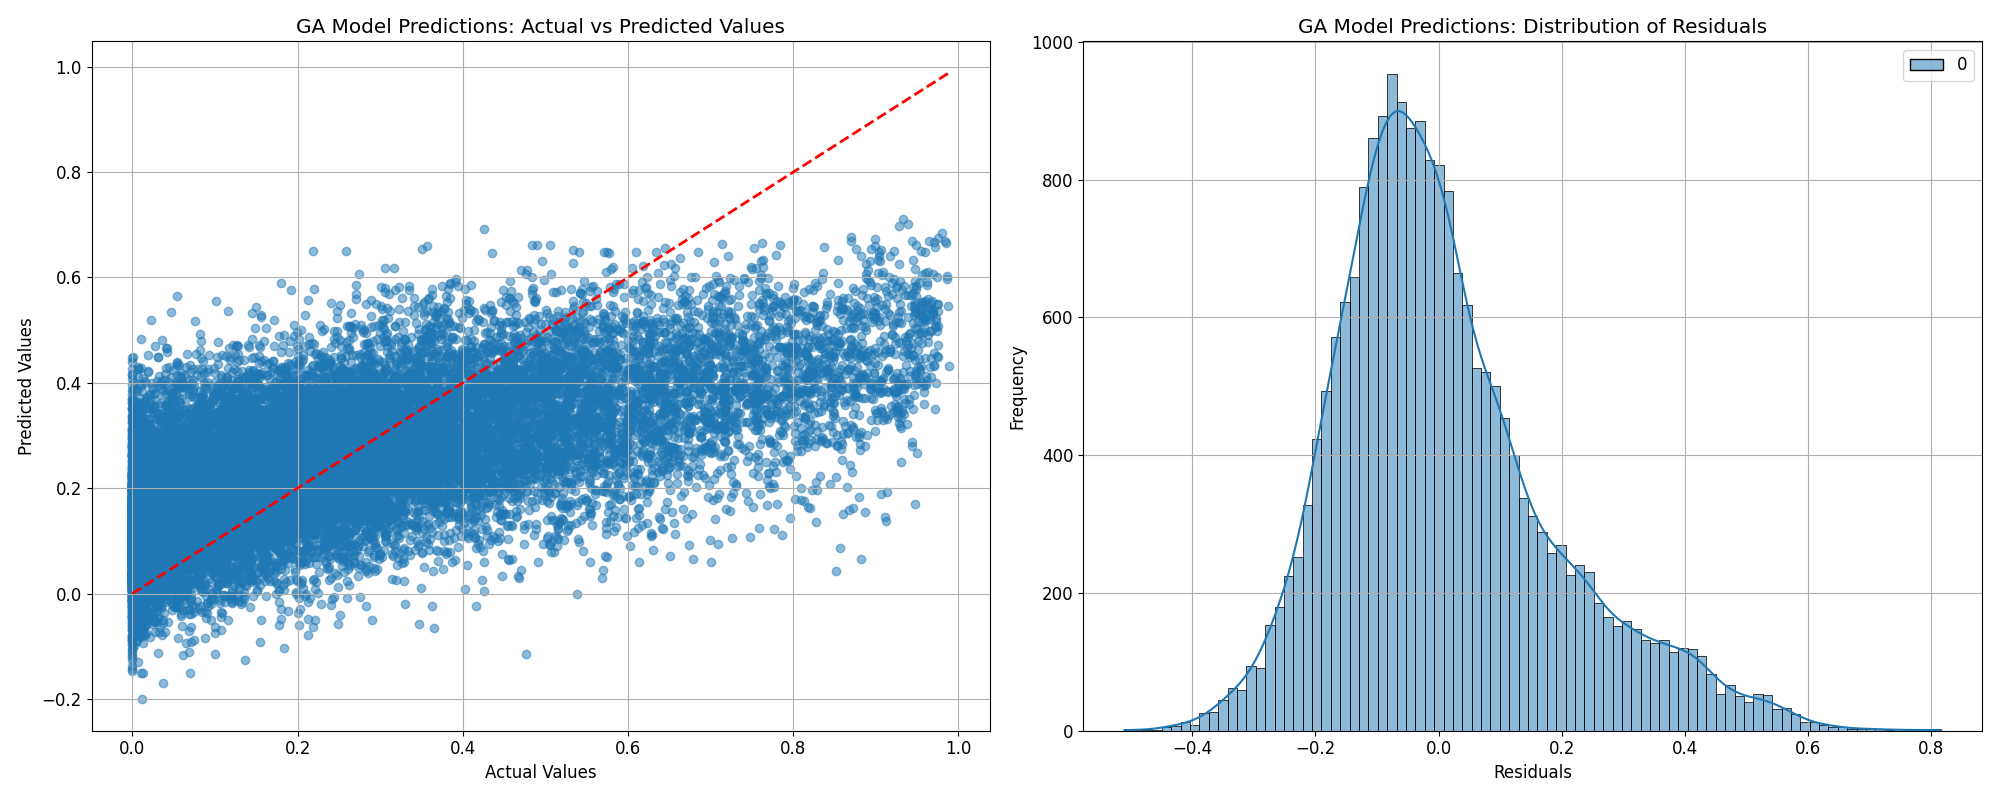 GA Model Predictions: Actual vs Predicted Values
Predicted Values
1.0
0.8
0.6
0.4
0.2
0.0
−0.2
0.0 0.2 0.4 0.6 0.8 1.0
Actual Values
GA Model Predictions: Distribution of Residuals
0
Frequency
1000
800
600
400
200
0
−0.4 −0.2 0.0 0.2 0.4 0.6 0.8
Residuals